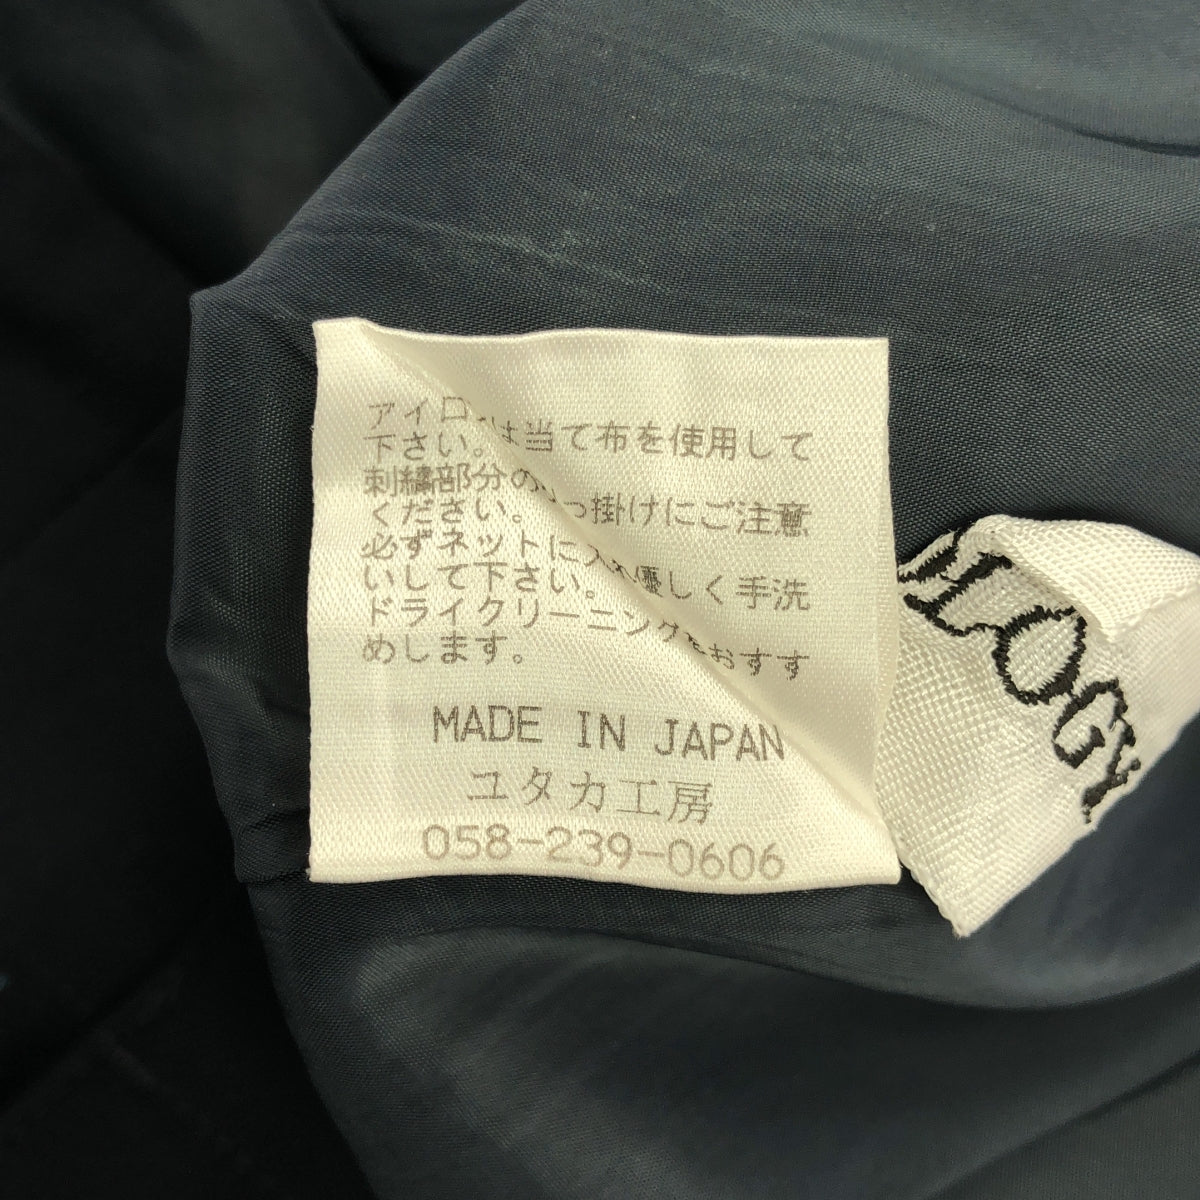 アイロンは当て布を使用して
下さい。
刺繍部分の引っ掛けにご注意
ください。
必ずネットに入れ優しく手洗
いして下さい。
ドライクリーニングをおすす
めします。
MADE IN JAPAN
ユタカ工房
058-239-0606
LOGY